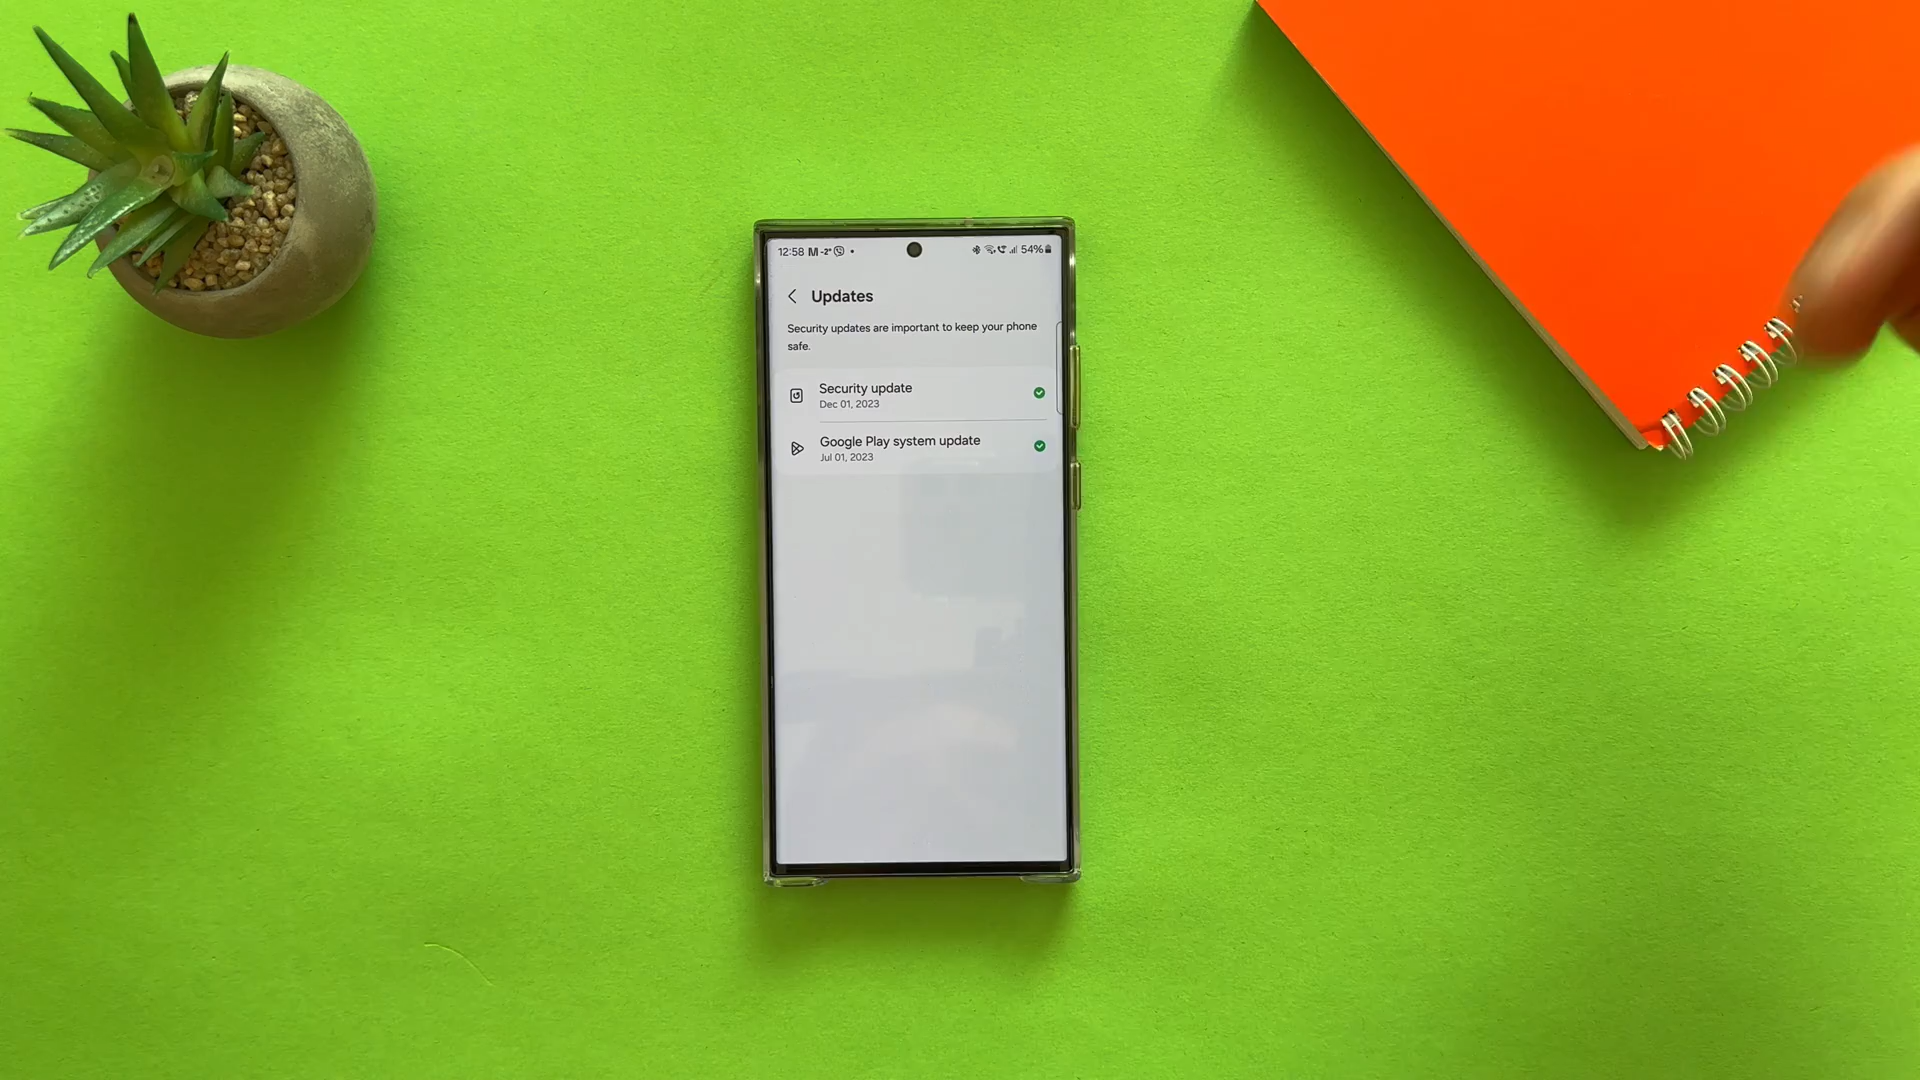 12:58 M -2°
54%
Updates
Security updates are important to keep your phone
safe.
Security update
Dec 01, 2023
Google Play system update
Jul 01, 2023